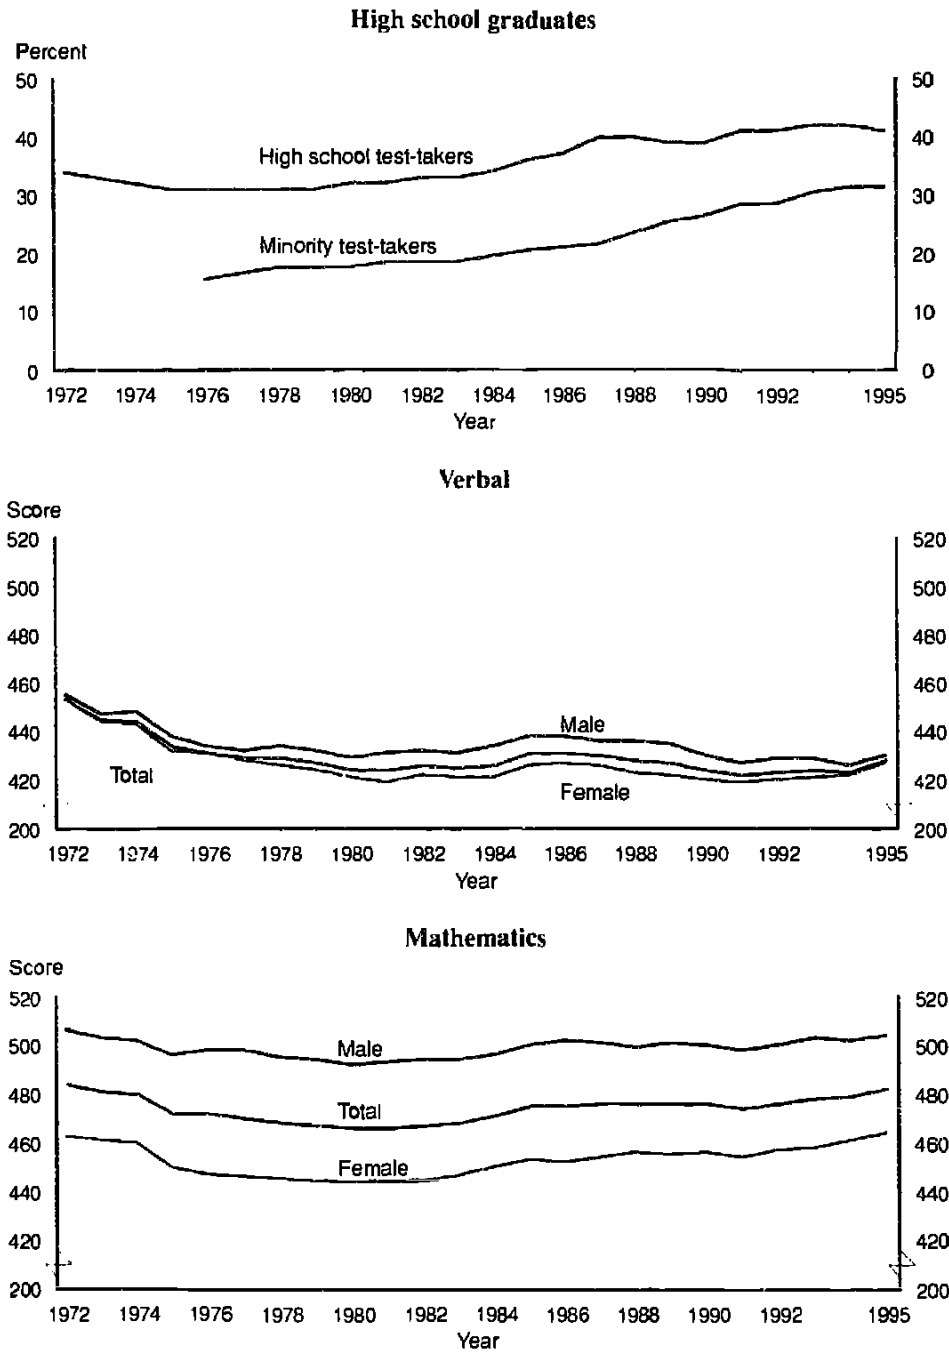 High school graduates
Percent
50 50
40 40
High school test-takers
30 30
Minority test-takers
20 20
10 10
0 0
1972 1974 1976 1978 1980 1982 1984 1986 1988 1990 1992 1995
Year
Verbal
Score
520 520
500 500
480 480
460 460
Male
440 440
Total
420 420
Female
200 200
1972 1974 1976 1978 1980 1982 1984 1986 1988 1990 1992 1995
Year
Mathematics
Score
520 520
500 500
Male
480 480
Total
460 460
Female
440 440
420 420
200 200
1972 1974 1976 1978 1980 1982 1984 1986 1988 1990 1992 1995
Year